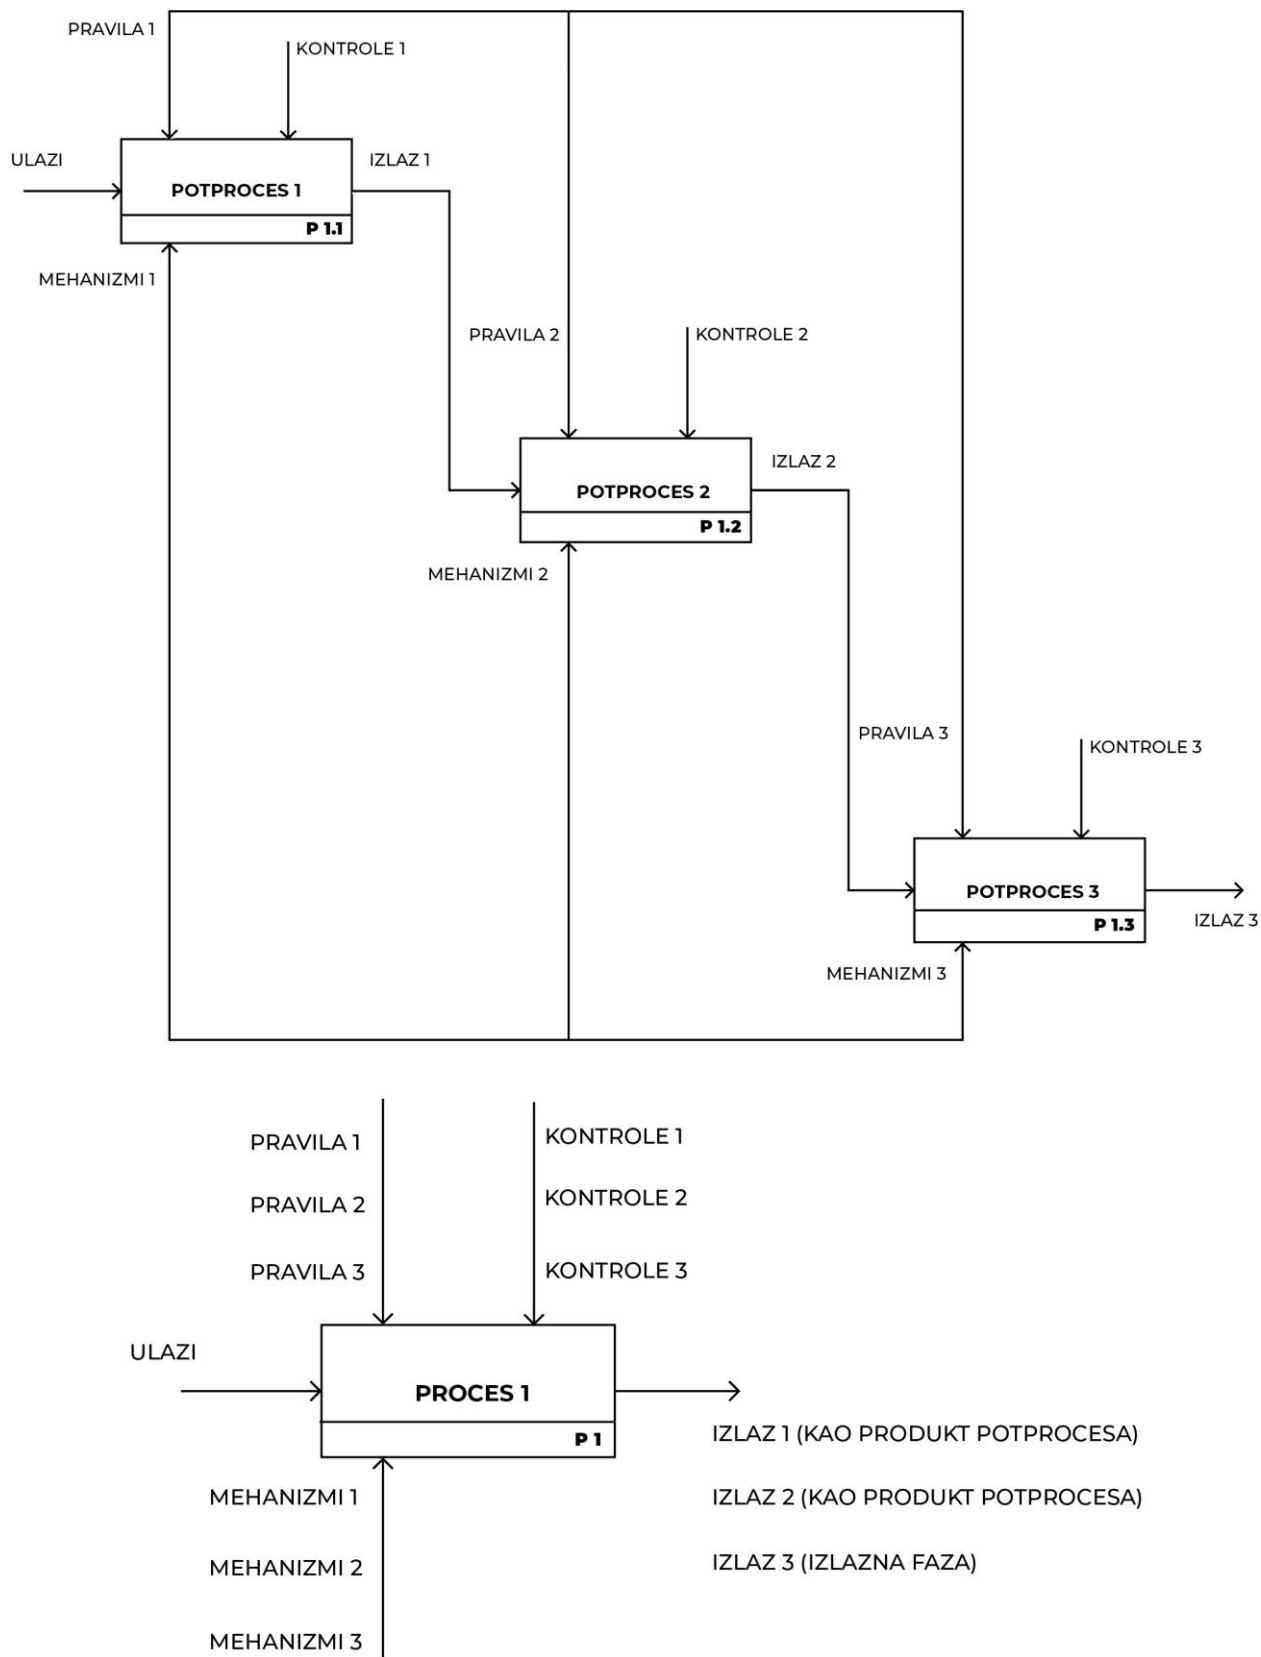 PRAVILA 1
KONTROLE 1
ULAZI
IZLAZ 1
POTPROCES 1
P 1.1
MEHANIZMI 1
PRAVILA 2
KONTROLE 2
IZLAZ 2
POTPROCES 2
P 1.2
MEHANIZMI 2
PRAVILA 3
KONTROLE 3
POTPROCES 3
P 1.3
IZLAZ 3
MEHANIZMI 3
PRAVILA 1
KONTROLE 1
PRAVILA 2
KONTROLE 2
PRAVILA 3
KONTROLE 3
ULAZI
PROCES 1
P 1
IZLAZ 1 (KAO PRODUKT POTPROCESA)
MEHANIZMI 1
IZLAZ 2 (KAO PRODUKT POTPROCESA)
MEHANIZMI 2
IZLAZ 3 (IZLAZNA FAZA)
MEHANIZMI 3